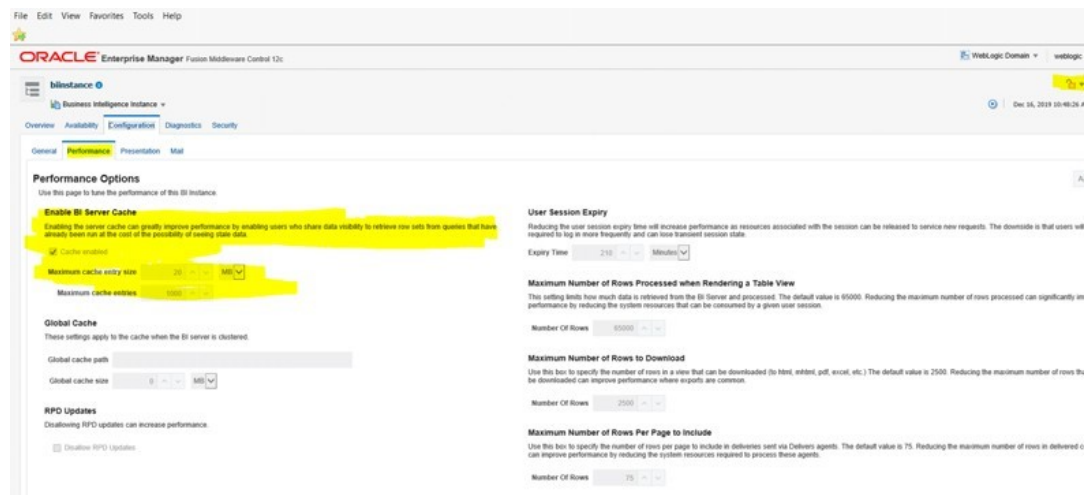 File Edit View Favorites Tools Help
ORACLE Enterprise Manager Fusion Middleware Control 12c
WebLogic Domain weblogic
biinstance
Business Intelligence Instance
Dec 16, 2019 10:48:26 A
Overview Availability Configuration Diagnostics Security
General Performance Presentation Mail
Performance Options
Ap
Use this page to tune the performance of this BI Instance.
Enable BI Server Cache
Enabling the server cache can greatly improve performance by enabling users who share data visibility to retrieve row sets from queries that have
already been run at the cost of the possibility of seeing stale data.
Cache enabled
Maximum cache entry size 20 MB
Maximum cache entries 5000
Global Cache
These settings apply to the cache when the BI server is clustered.
Global cache path
Global cache size 0 MB
RPD Updates
Disallowing RPD updates can increase performance.
Disallow RPD Updates
User Session Expiry
Reducing the user session expiry time will increase performance as resources associated with the session can be released to service new requests. The downside is that users will
required to log in more frequently and can lose transient session state.
Expiry Time 210 Minutes
Maximum Number of Rows Processed when Rendering a Table View
This setting limits how much data is retrieved from the BI Server and processed. The default value is 65000. Reducing the maximum number of rows processed can significantly im
performance by reducing the system resources that can be consumed by a given user session.
Number Of Rows 65000
Maximum Number of Rows to Download
Use this box to specify the number of rows in a view that can be downloaded (to html, mhtml, pdf, excel, etc.) The default value is 2500. Reducing the maximum number of rows tha
be downloaded can improve performance where exports are common.
Number Of Rows 2500
Maximum Number of Rows Per Page to Include
Use this box to specify the number of rows per page to include in deliveries sent via Delivers agents. The default value is 75. Reducing the maximum number of rows in delivered c
can improve performance by reducing the system resources required to process these agents.
Number Of Rows 75